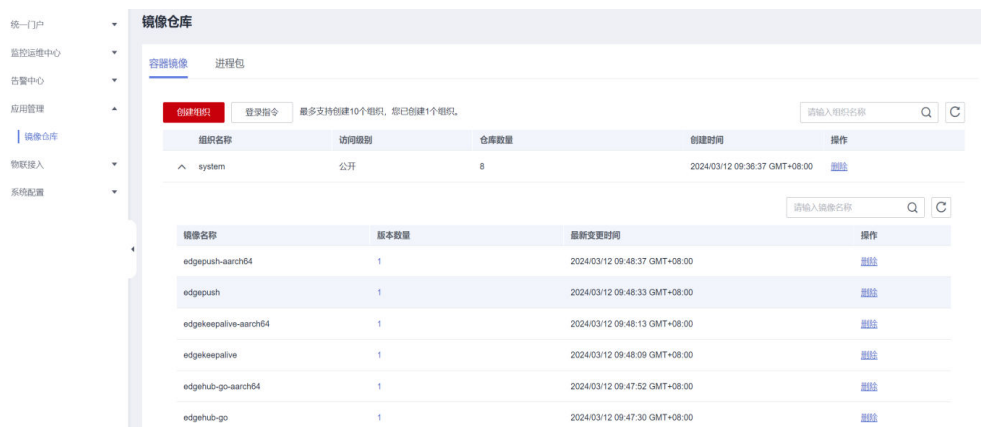 统一门户
监控运维中心
告警中心
应用管理
镜像仓库
物联接入
系统配置
镜像仓库
容器镜像 进程包
创建组织 登录指令 最多支持创建10个组织，您已创建1个组织。 请输入组织名称
组织名称 访问级别 仓库数量 创建时间 操作
system 公开 8 2024/03/12 09:36:37 GMT+08:00 删除
请输入镜像名称
镜像名称 版本数量 最新变更时间 操作
edgepush-aarch64 1 2024/03/12 09:48:37 GMT+08:00 删除
edgepush 1 2024/03/12 09:48:33 GMT+08:00 删除
edgekeepalive-aarch64 1 2024/03/12 09:48:13 GMT+08:00 删除
edgekeepalive 1 2024/03/12 09:48:09 GMT+08:00 删除
edgehub-go-aarch64 1 2024/03/12 09:47:52 GMT+08:00 删除
edgehub-go 1 2024/03/12 09:47:30 GMT+08:00 删除